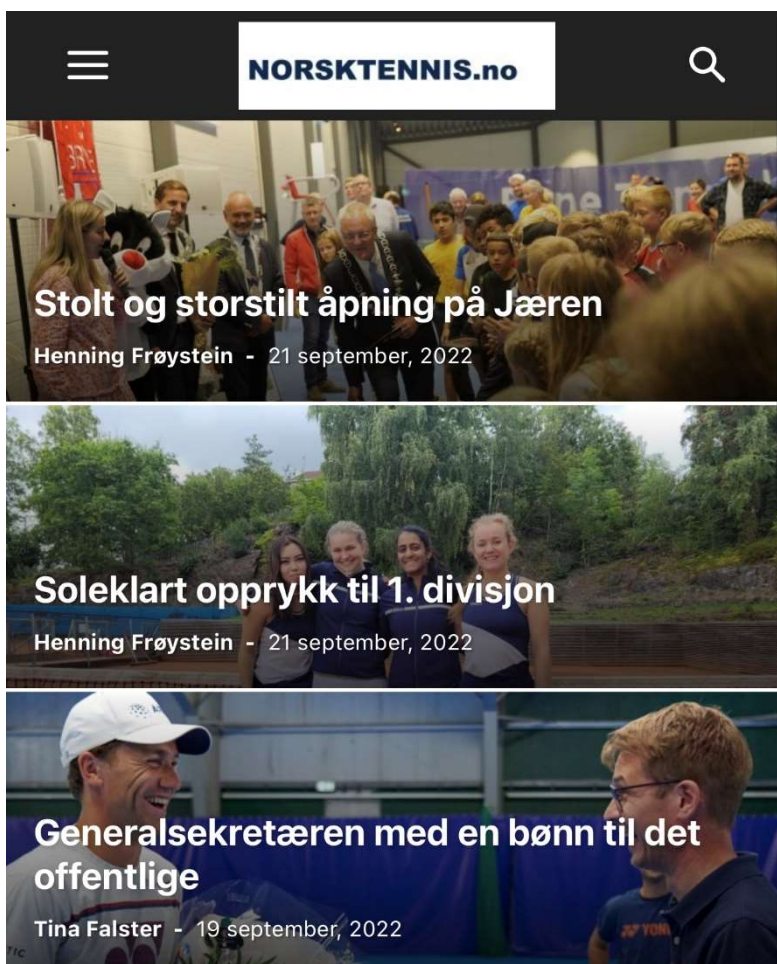 NORSKTENNIS.no
Stolt og storstilt åpning på Jæren
Henning Frøystein - 21 september, 2022
Soleklart opprykk til 1. divisjon
Henning Frøystein - 21 september, 2022
Generalsekretæren med en bønn til det
offentlige
Tina Falster - 19 september, 2022